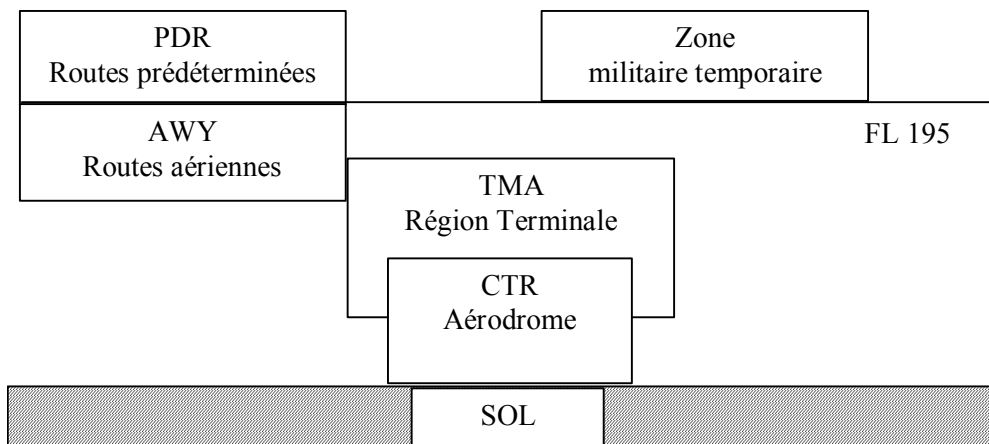 PDR
Routes prédéterminées
Zone
militaire temporaire
AWY
Routes aériennes
FL 195
TMA
Région Terminale
CTR
Aérodrome
SOL